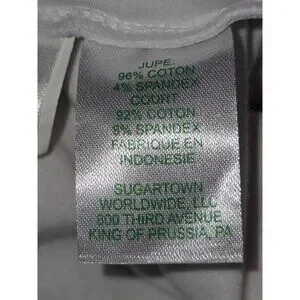 JUPE:
96% COTON
4% SPANDEX
COURT
92% COTON
8% SPANDEX
FABRIQUE EN
INDONESIE
SUGARTOWN
WORLDWIDE, LLC
800 THIRD AVENUE
KING OF PRUSSIA, PA